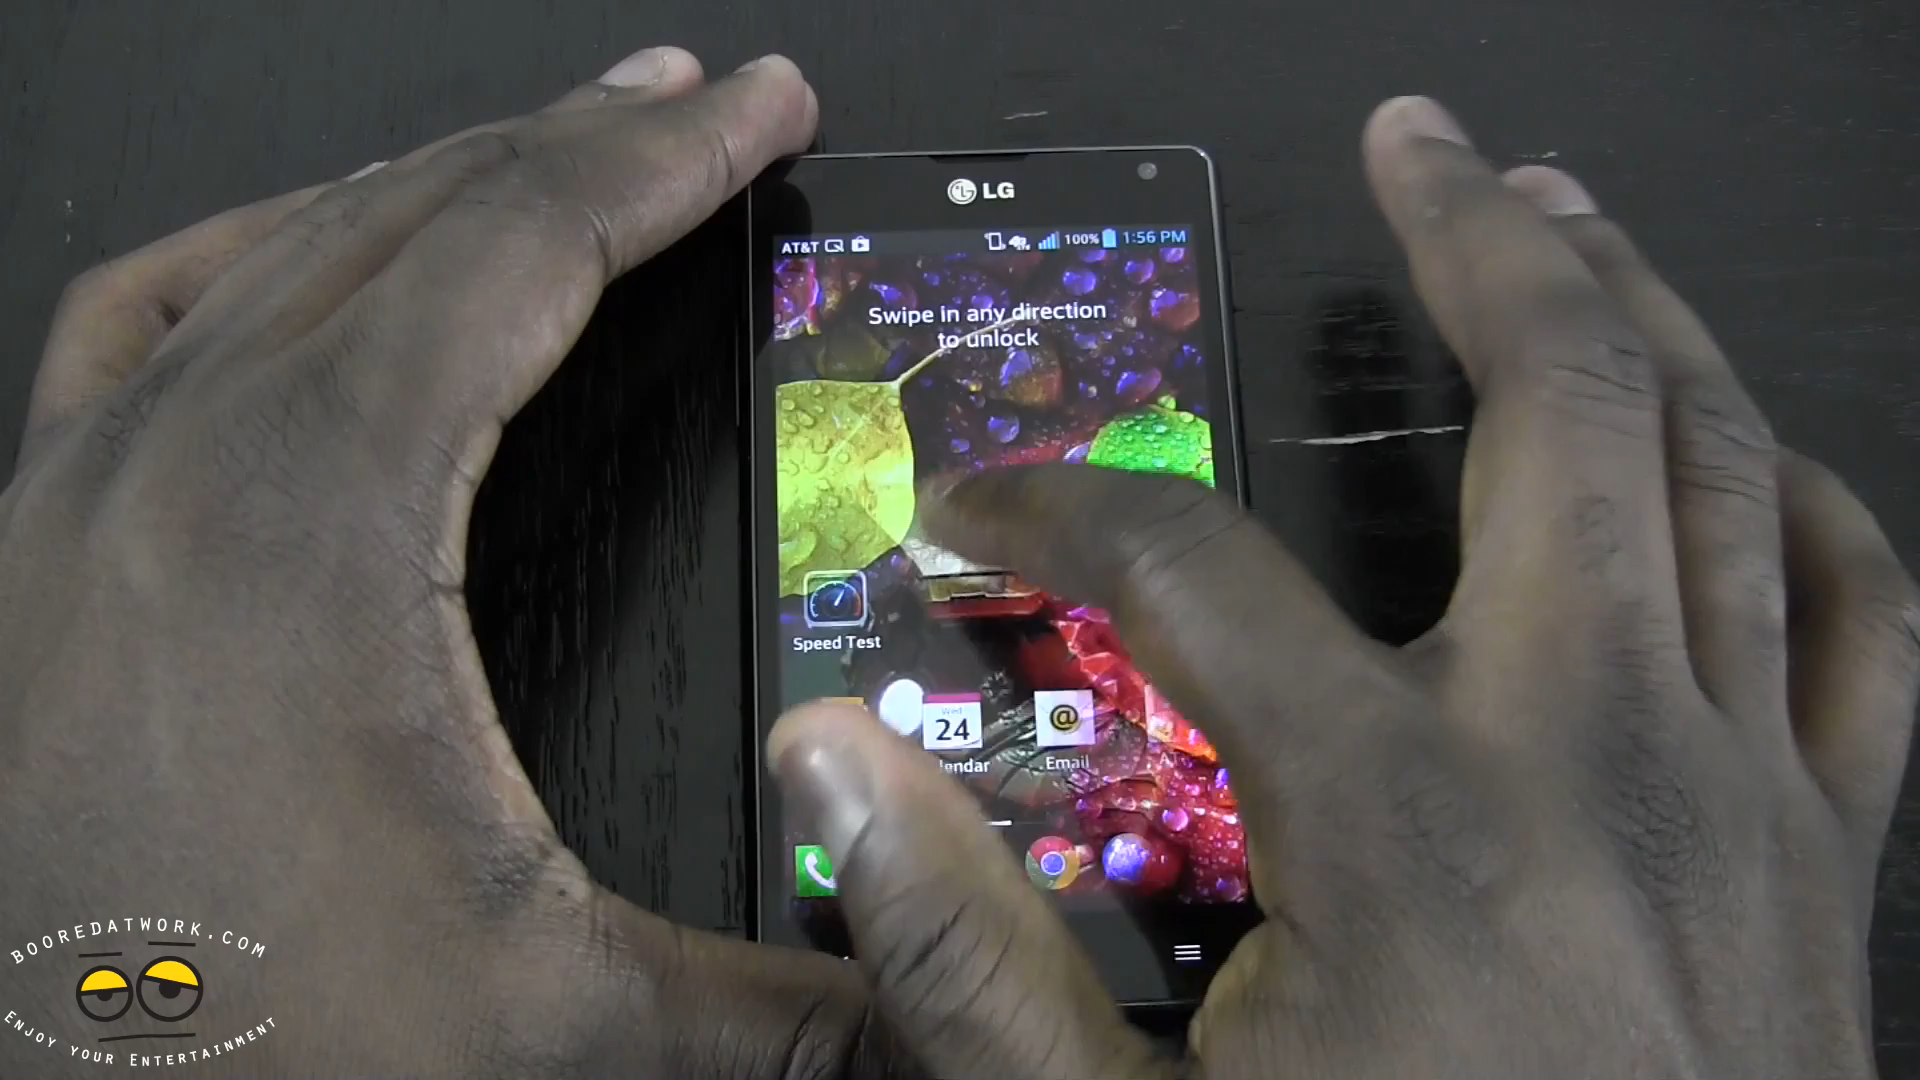 LG
AT&T 100% 1:56 PM
Swipe in any direction
to unlock
Speed Test
Wed
24
lendar Email
BOOREDATWORK.COM
ENJOY YOUR ENTERTAINMENT